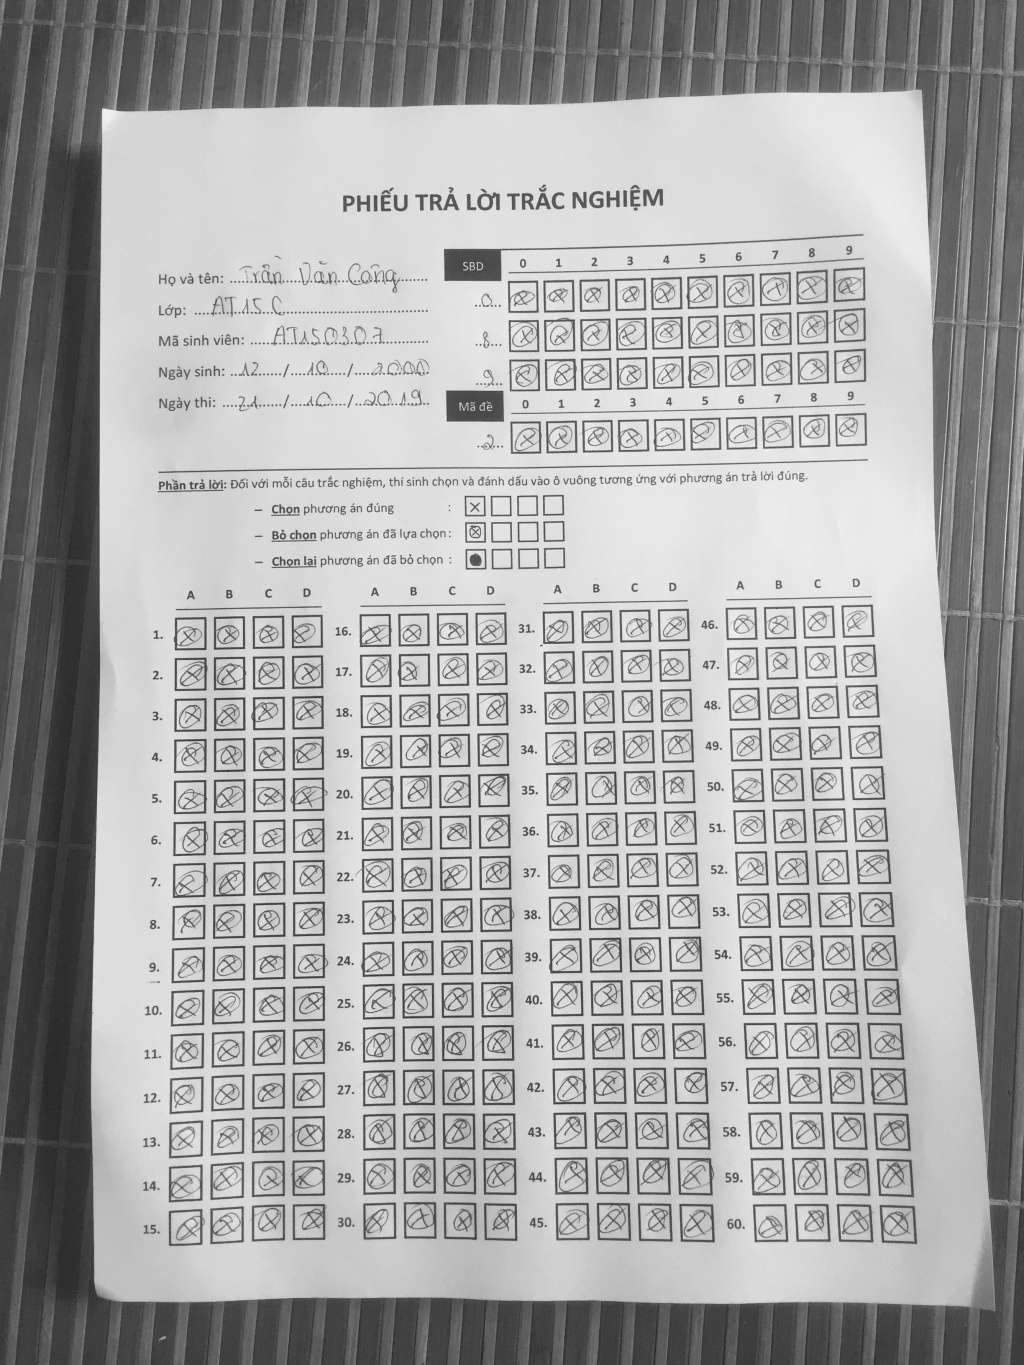 PHIẾU TRẢ LỜI TRẮC NGHIỆM
Họ và tên: ...Trần Văn Công
Lớp: AT15C
Mã sinh viên: AT150307
Ngày sinh: 12/10/2000
Ngày thi: 21/10/2019
SBD 0 1 2 3 4 5 6 7 8 9
0
8
9
Mã đề 0 1 2 3 4 5 6 7 8 9
2
Phần trả lời: Đối với mỗi câu trắc nghiệm, thí sinh chọn và đánh dấu vào ô vuông tương ứng với phương án trả lời đúng.
– Chọn phương án đúng :
– Bỏ chọn phương án đã lựa chọn :
– Chọn lại phương án đã bỏ chọn :
A B C D A B C D A B C D A B C D
1. 16. 31. 46.
2. 17. 32. 47.
3. 18. 33. 48.
4. 19. 34. 49.
5. 20. 35. 50.
6. 21. 36. 51.
7. 22. 37. 52.
8. 23. 38. 53.
9. 24. 39. 54.
10. 25. 40. 55.
11. 26. 41. 56.
12. 27. 42. 57.
13. 28. 43. 58.
14. 29. 44. 59.
15. 30. 45. 60.